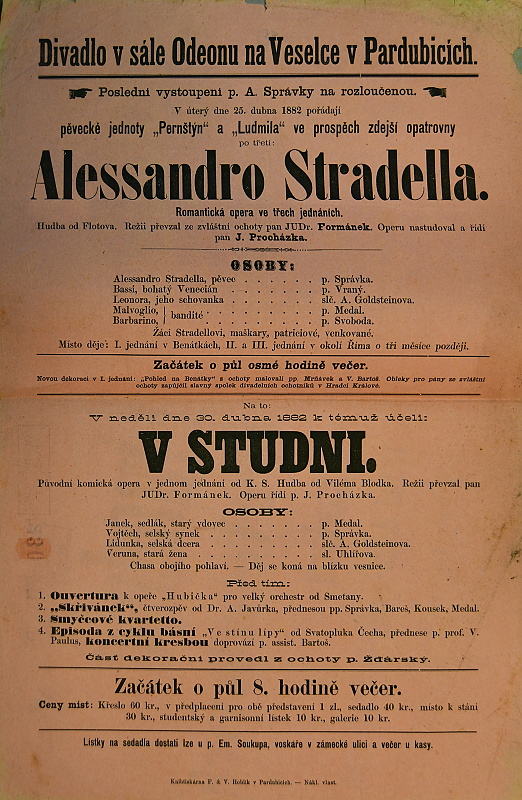 Divadlo v sále Odeonu na Veselce v Pardubicích.
Poslední vystoupení p. A. Správky na rozloučenou.
V úterý dne 25. dubna 1882 pořádají
pěvecké jednoty „Pernštýn“ a „Ludmila“ ve prospěch zdejší opatrovny
po třetí:
Alessandro Stradella.
Romantická opera ve třech jednáních.
Hudba od Flotova. Režii převzal ze zvláštní ochoty pan JUDr. Formánek. Operu nastudoval a řídí
pan J. Procházka.
OSOBY:
Alessandro Stradella, pěvec . . . . . . . p. Správka.
Bassi, bohatý Venecián . . . . . . . p. Vraný.
Leonora, jeho schovanka . . . . . . . slč. A. Goldsteinova.
Malvoglio, } bandité . . . . . . . p. Medal.
Barbarino, } . . . . . . . p. Svoboda.
Žáci Stradellovi, maškary, patriciové, venkované.
Místo děje: I. jednání v Benátkách, II. a III. jednání v okolí Říma o tři měsíce později.
Začátek o půl osmé hodině večer.
Novou dekoraci v I. jednání: „Pohled na Benátky“ z ochoty malovali pp. Mrňávek a V. Bartoš. Obleky pro pány ze zvláštní
ochoty zapůjčil slavný spolek divadelních ochotníků v Hradci Králové.
Na to:
V neděli dne 30. dubna 1882 k témuž účeli:
V STUDNI.
Původní komická opera v jednom jednání od K. S. Hudba od Viléma Blodka. Režii převzal pan
JUDr. Formánek. Operu řídí p. J. Procházka.
OSOBY:
Janek, sedlák, starý vdovec . . . . . . . p. Medal.
Vojtěch, selský synek . . . . . . . p. Správka.
Lidunka, selská dcera . . . . . . . slč. A. Goldsteinova.
Veruna, stará žena . . . . . . . sl. Uhlířova.
Chasa obojího pohlaví. — Děj se koná na blízku vesnice.
Před tím:
1. Ouvertura k opeře „Hubička“ pro velký orchestr od Smetany.
2. „Skřivánek“, čtverozpěv od Dr. A. Javůrka, přednesou pp. Správka, Bareš, Kousek, Medal.
3. Smyčcové kvartetto.
4. Episoda z cyklu básní „Ve stínu lípy“ od Svatopluka Čecha, přednese p. prof. V.
Paulus, koncertní kresbou doprovází p. assist. Bartoš.
Část dekorační provedl z ochoty p. Žďárský.
Začátek o půl 8. hodině večer.
Ceny míst: Křeslo 60 kr., v předplacení pro obě představení 1 zl., sedadlo 40 kr., místo k stání
30 kr., studentský a garnisonní lístek 10 kr., galerie 10 kr.
Lístky na sedadla dostati lze u p. Em. Soukupa, voskáře v zámecké ulici a večer u kasy.
Knihtiskárna F. & V. Hoblík v Pardubicích. — Nákl. vlast.